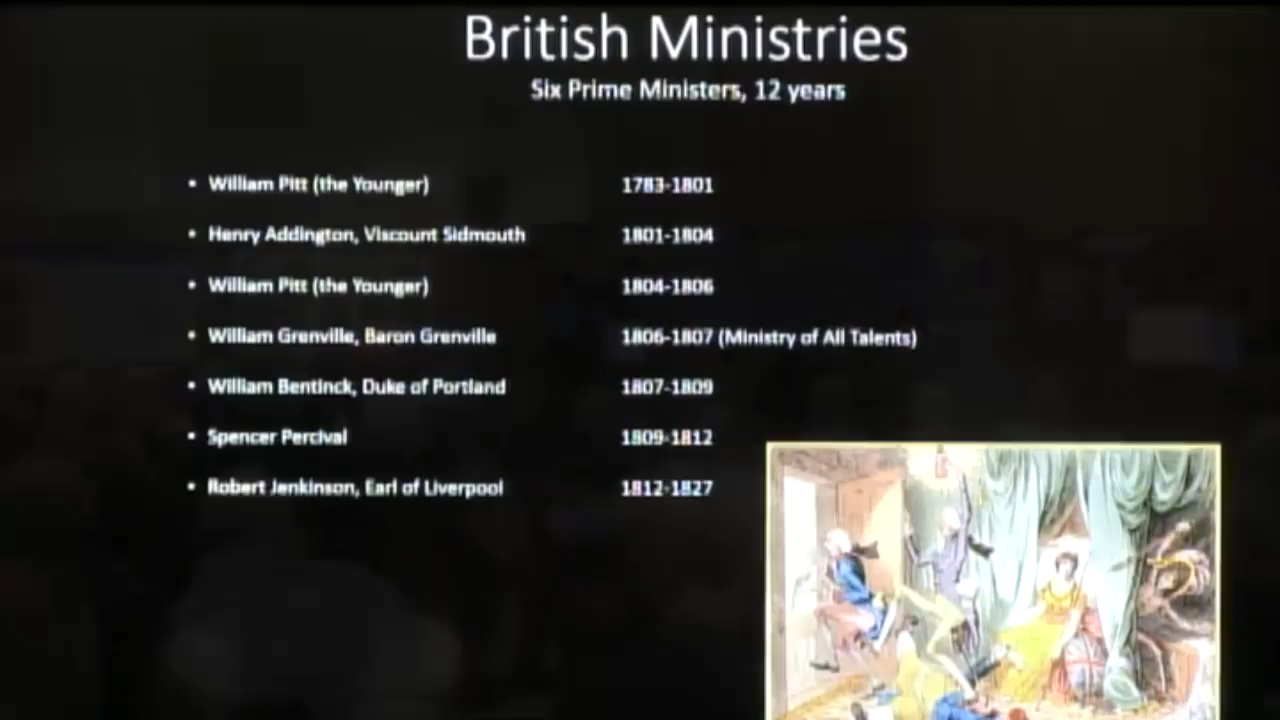 British Ministries
Six Prime Ministers, 12 years
• William Pitt (the Younger) 1783-1801
• Henry Addington, Viscount Sidmouth 1801-1804
• William Pitt (the Younger) 1804-1806
• William Grenville, Baron Grenville 1806-1807 (Ministry of All Talents)
• William Bentinck, Duke of Portland 1807-1809
• Spencer Percival 1809-1812
• Robert Jenkinson, Earl of Liverpool 1812-1827